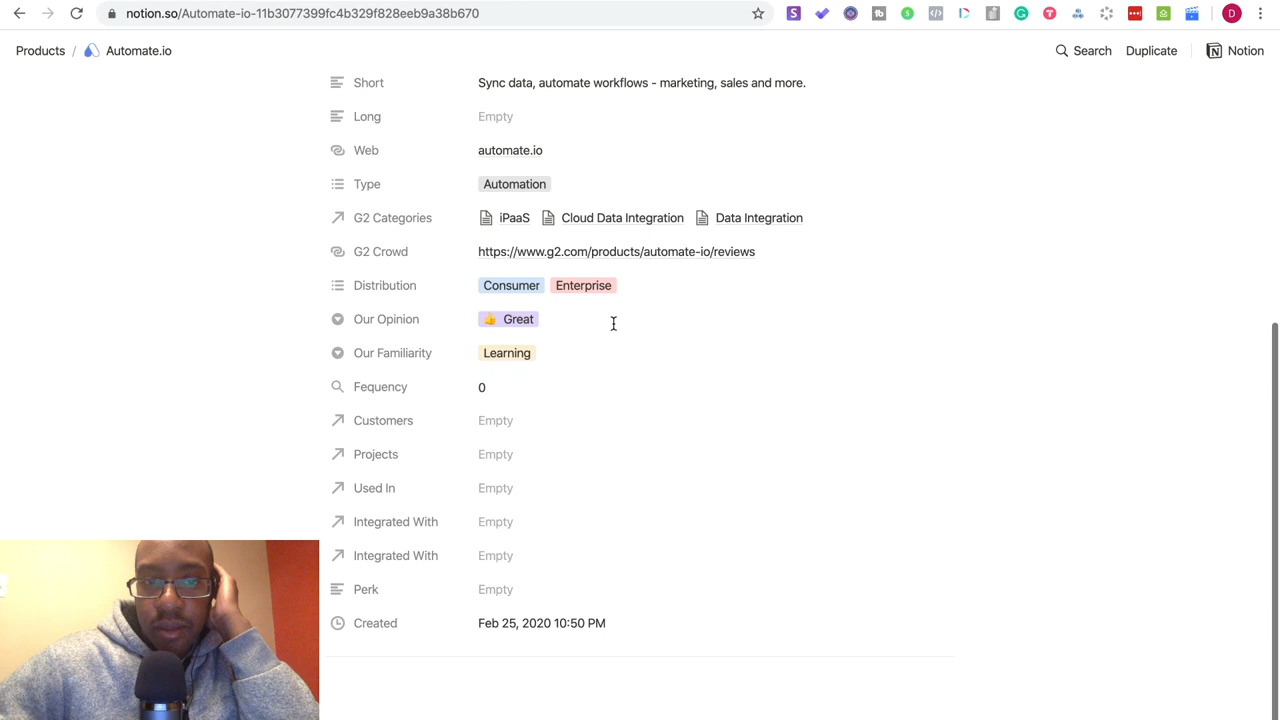 notion.so/Automate-io-11b3077399fc4b329f828eeb9a38b670
Products / Automate.io Search Duplicate Notion
Short Sync data, automate workflows - marketing, sales and more.
Long Empty
Web automate.io
Type Automation
G2 Categories iPaaS Cloud Data Integration Data Integration
G2 Crowd https://www.g2.com/products/automate-io/reviews
Distribution Consumer Enterprise
Our Opinion 👍 Great
Our Familiarity Learning
Fequency 0
Customers Empty
Projects Empty
Used In Empty
Integrated With Empty
Integrated With Empty
Perk Empty
Created Feb 25, 2020 10:50 PM